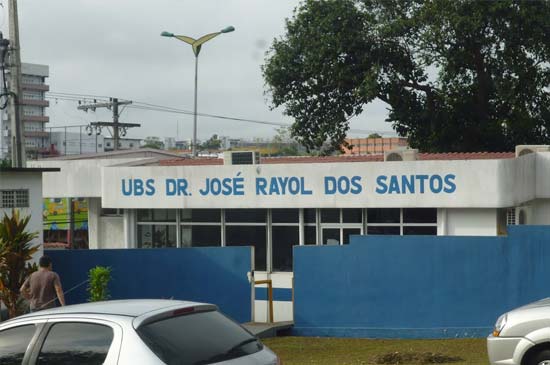 UBS DR. JOSÉ RAYOL DOS SANTOS